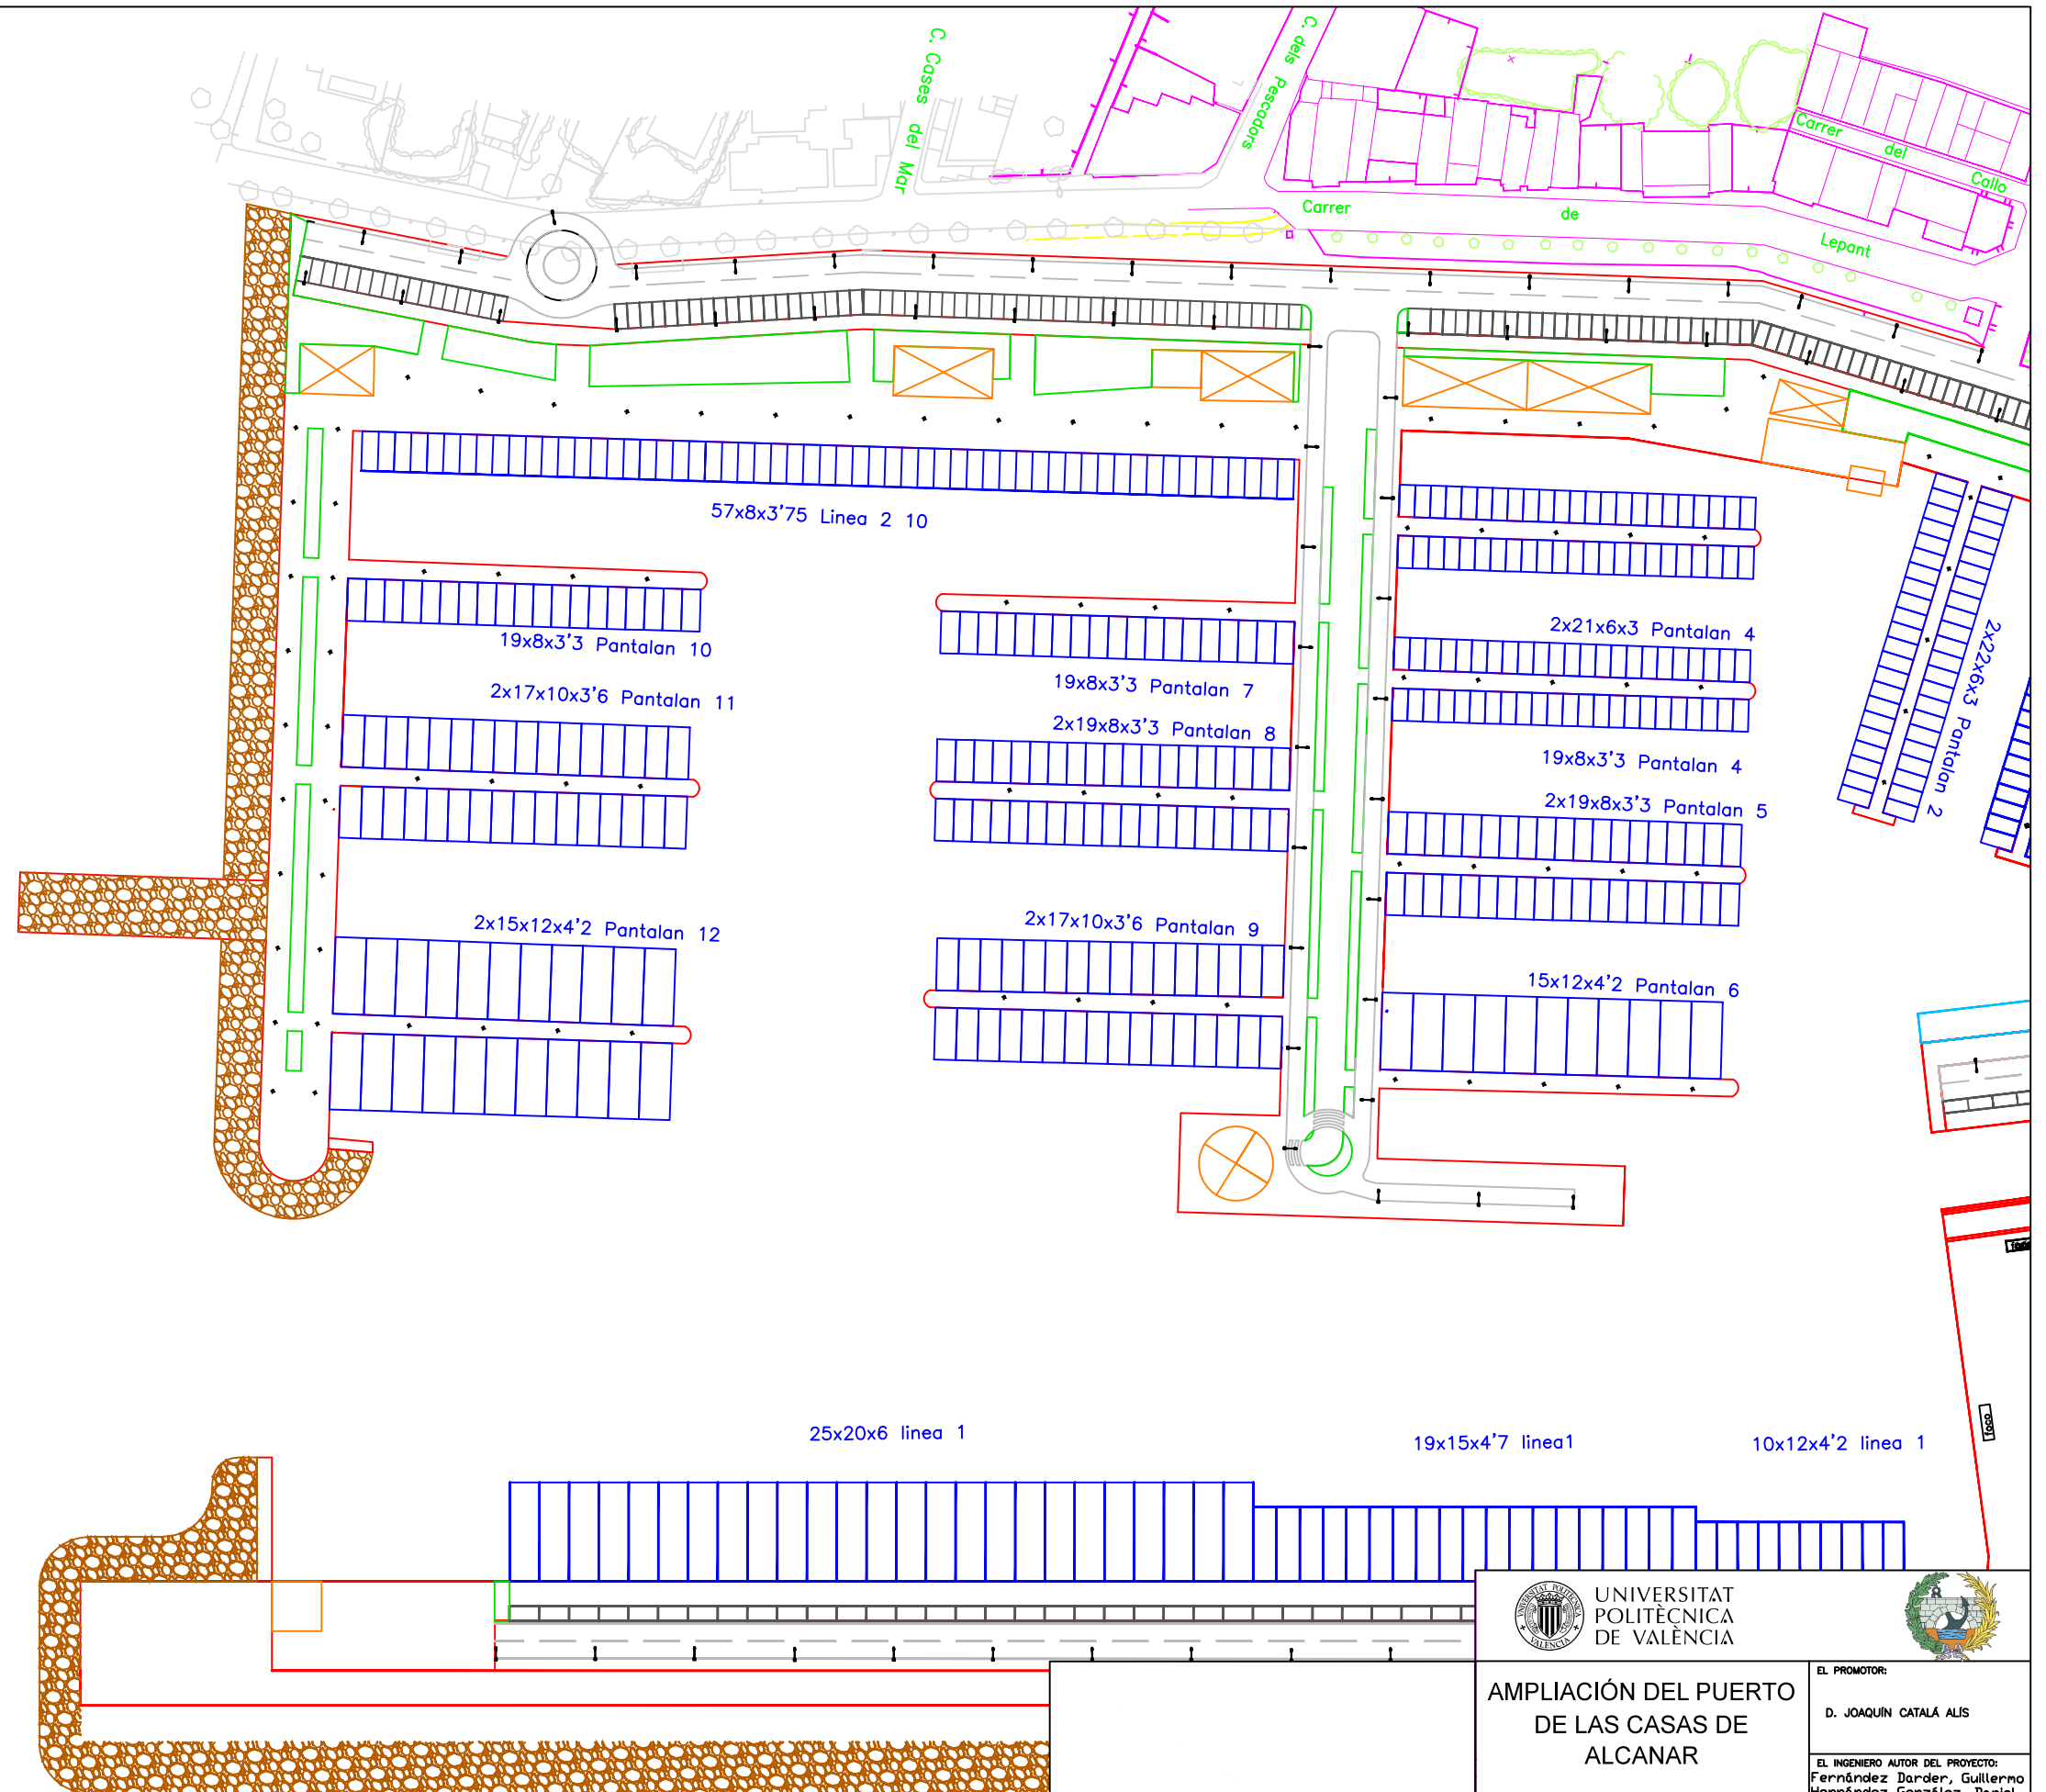 C. Cases del Mar
C. dels Pescadors
Carrer del Callo
Carrer de Lepant
57x8x3'75 Linea 2 10
19x8x3'3 Pantalan 10
2x17x10x3'6 Pantalan 11
2x15x12x4'2 Pantalan 12
19x8x3'3 Pantalan 7
2x19x8x3'3 Pantalan 8
2x17x10x3'6 Pantalan 9
2x21x6x3 Pantalan 4
19x8x3'3 Pantalan 4
2x19x8x3'3 Pantalan 5
15x12x4'2 Pantalan 6
2x22x6x3 Pantalan 2
foco
25x20x6 linea 1
19x15x4'7 linea1
10x12x4'2 linea 1
UNIVERSITAT
POLITÈCNICA
DE VALÈNCIA
AMPLIACIÓN DEL PUERTO
DE LAS CASAS DE
ALCANAR
EL PROMOTOR:
D. JOAQUÍN CATALÁ ALÍS
EL INGENIERO AUTOR DEL PROYECTO:
Fernández Darder, Guillermo
Hernández González, Daniel